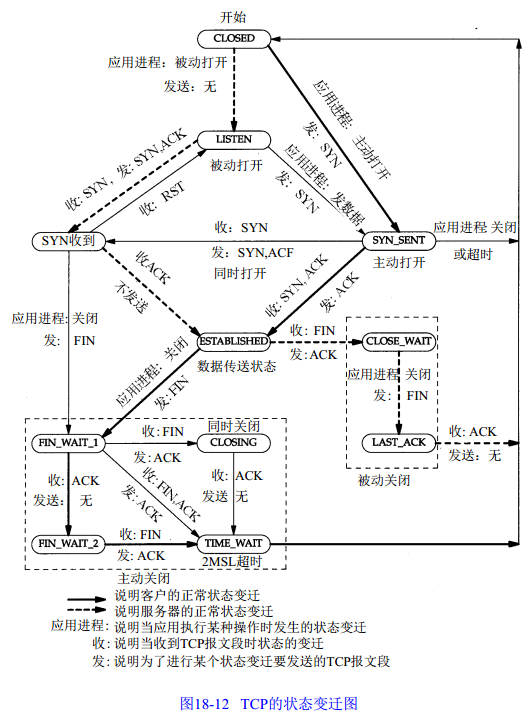 开始
CLOSED
应用进程：被动打开
发送：无
应用进程：主动打开
发：SYN
LISTEN
被动打开
收：SYN，发：SYN,ACK
收：RST
应用进程：发数据
发：SYN
SYN收到
收：SYN
发：SYN,ACF
同时打开
SYN_SENT
主动打开
应用进程 关闭
或超时
收ACK
不发送
收：SYN, ACK
发：ACK
应用进程：关闭
发：FIN
ESTABLISHED
数据传送状态
收：FIN
发：ACK
CLOSE_WAIT
应用进程 关闭
发： FIN
LAST_ACK
被动关闭
收：ACK
发送：无
应用进程：关闭
发：FIN
FIN_WAIT_1
收：FIN
发：ACK
同时关闭
CLOSING
收： ACK
发送： 无
收：FIN,ACK
发：ACK
收： ACK
发送 无
FIN_WAIT_2
收：FIN
发：ACK
TIME_WAIT
2MSL超时
主动关闭
说明客户的正常状态变迁
说明服务器的正常状态变迁
应用进程：说明当应用执行某种操作时发生的状态变迁
收：说明当收到TCP报文段时状态的变迁
发：说明为了进行某个状态变迁要发送的TCP报文段
图18-12 TCP的状态变迁图